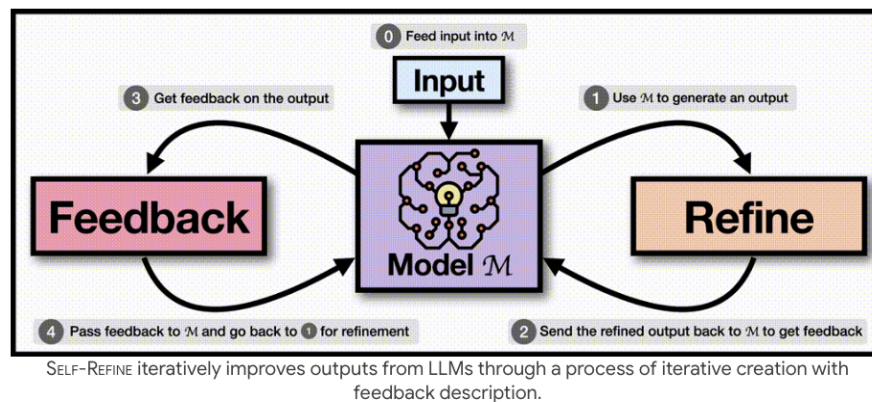 0 Feed input into ℳ
Input
3 Get feedback on the output
1 Use ℳ to generate an output
Feedback
Refine
Model ℳ
4 Pass feedback to ℳ and go back to 1 for refinement
2 Send the refined output back to ℳ to get feedback
SELF-REFINE iteratively improves outputs from LLMs through a process of iterative creation with
feedback description.